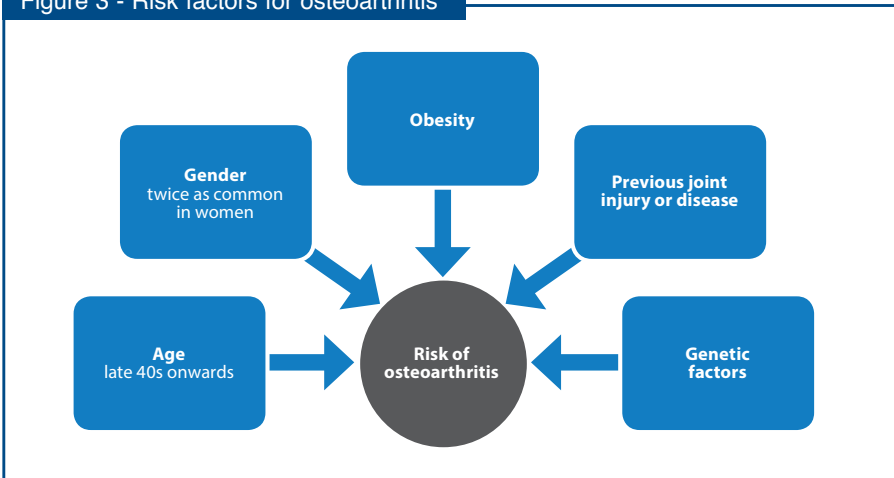 Figure 3 - Risk factors for osteoarthritis
Obesity
Gender
twice as common
in women
Previous joint
injury or disease
Age
late 40s onwards
Risk of
osteoarthritis
Genetic
factors